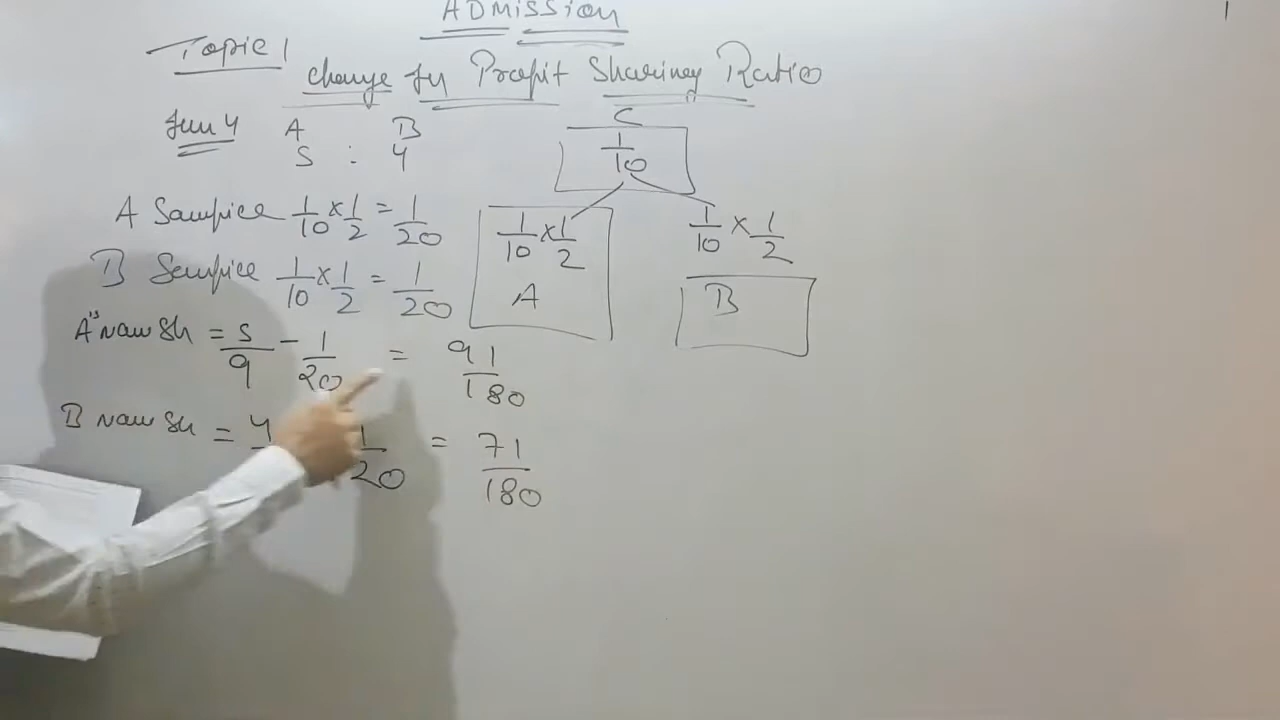 ADMISSION
Topic 1
Change In Profit Sharing Ratio
A B C
5 : 4 1/10
A Sacrifice 1/10 × 1/2 = 1/20
1/10 × 1/2 1/10 × 1/2
B Sacrifice 1/10 × 1/2 = 1/20
A B
A's new Sh = 5/9 - 1/20 = 91/180
B new Sh = 4 1/20 = 71/180